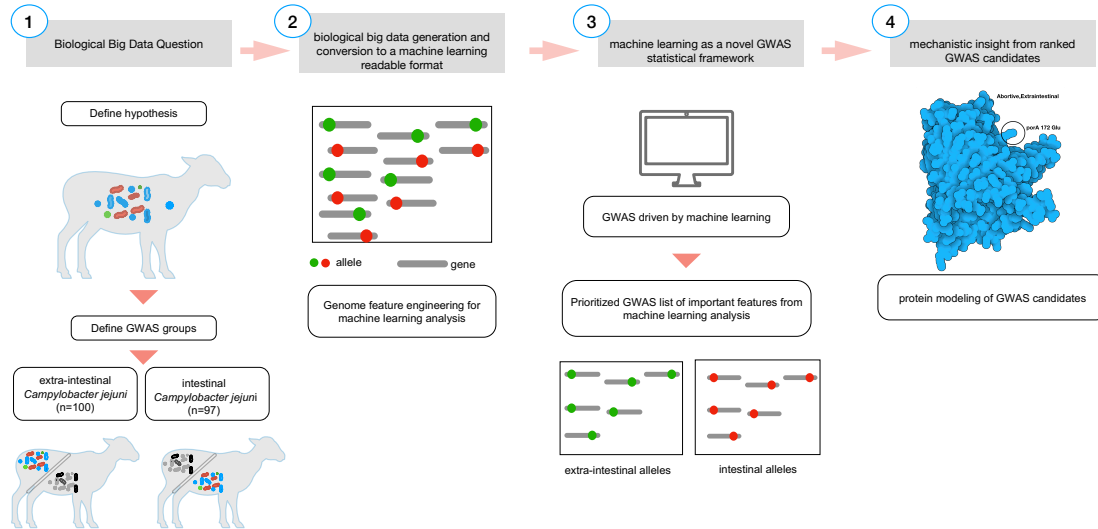 1
Biological Big Data Question
2
biological big data generation and
conversion to a machine learning
readable format
3
machine learning as a novel GWAS
statistical framework
4
mechanistic insight from ranked
GWAS candidates
Define hypothesis
Define GWAS groups
extra-intestinal
Campylobacter jejuni
(n=100)
intestinal
Campylobacter jejuni
(n=97)
allele
gene
Genome feature engineering for
machine learning analysis
GWAS driven by machine learning
Prioritized GWAS list of important features from
machine learning analysis
extra-intestinal alleles
intestinal alleles
Abortive,Extraintestinal
porA 172 Glu
protein modeling of GWAS candidates